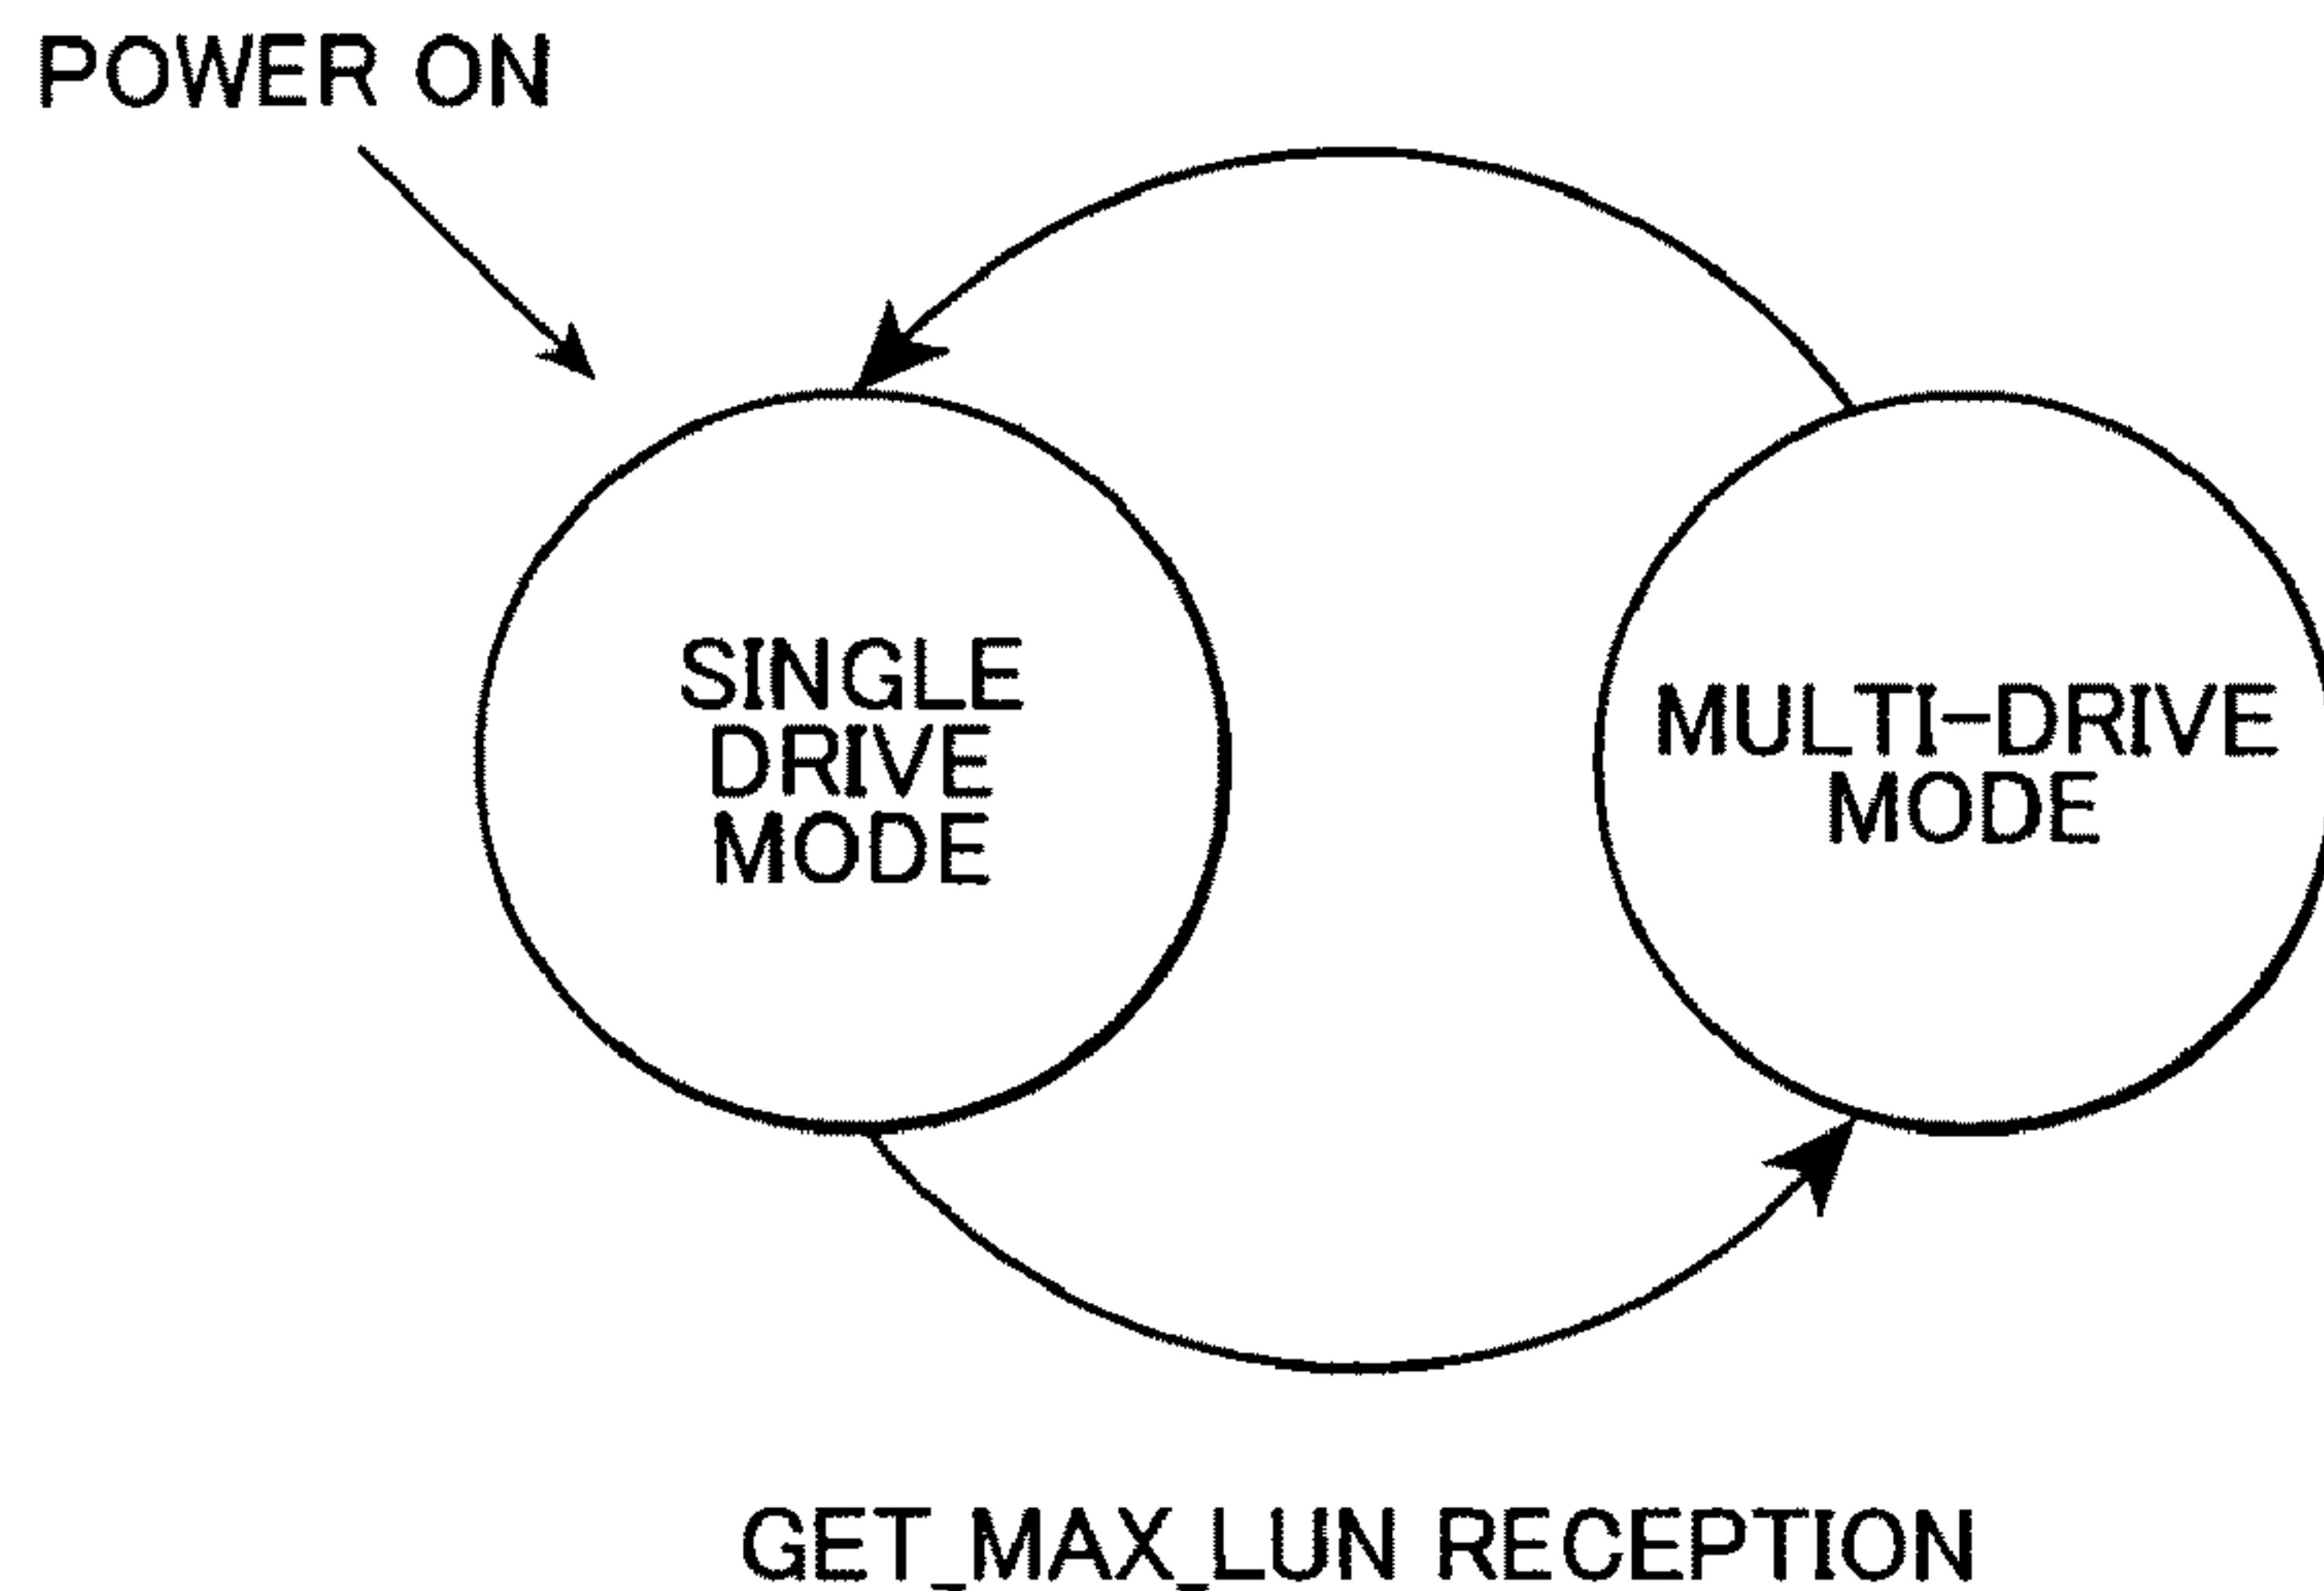 POWER ON
SINGLE
DRIVE
MODE
MULTI-DRIVE
MODE
GET_MAX_LUN RECEPTION